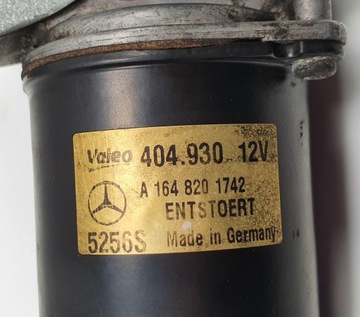 Valeo 404.930 12V
A 164 820 1742
ENTSTOERT
5256S Made in Germany